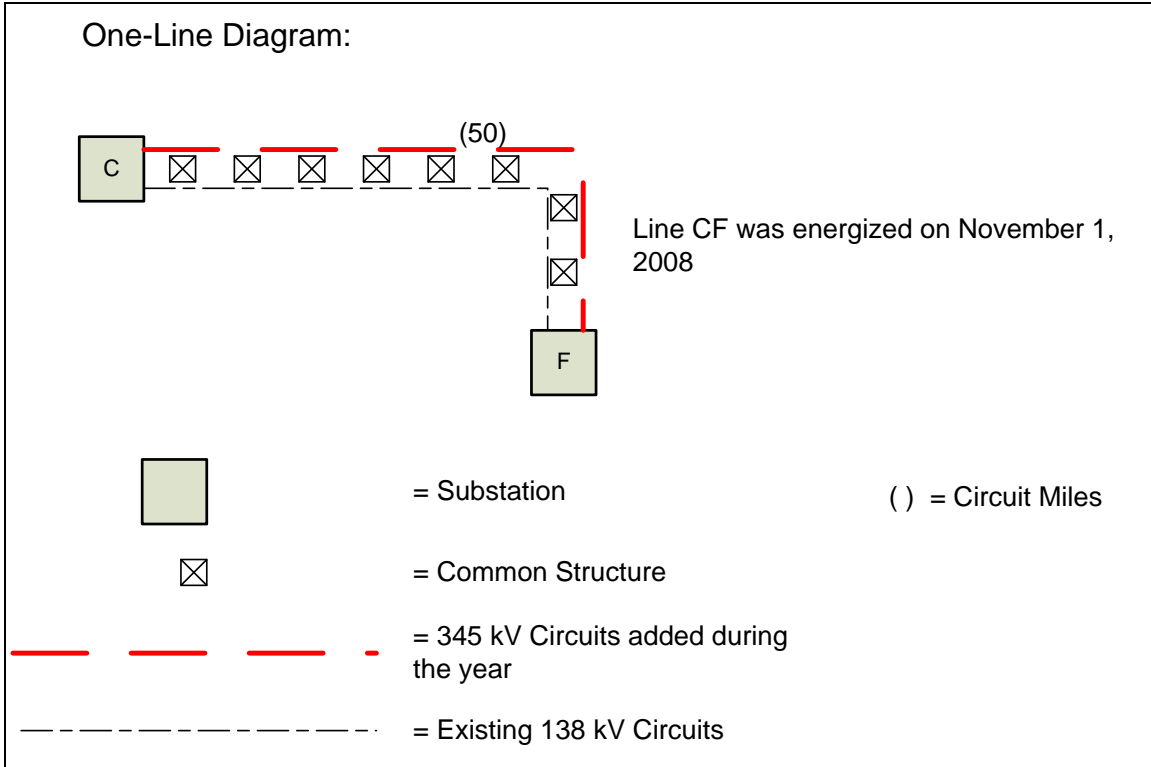 One-Line Diagram:
(50)
C
Line CF was energized on November 1,
2008
F
= Substation
( ) = Circuit Miles
= Common Structure
= 345 kV Circuits added during
the year
= Existing 138 kV Circuits